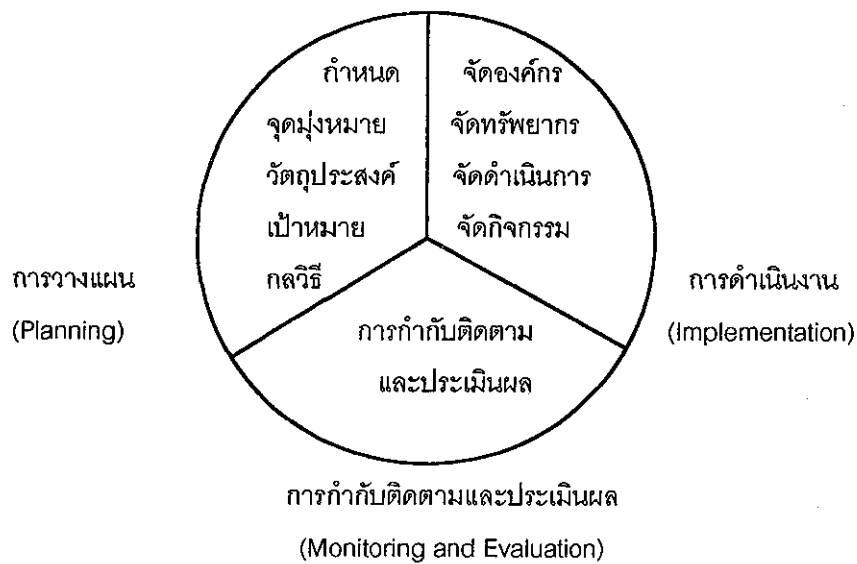 กำหนด
จุดมุ่งหมาย
วัตถุประสงค์
เป้าหมาย
กลวิธี
จัดองค์กร
จัดทรัพยากร
จัดดำเนินการ
จัดกิจกรรม
การวางแผน
(Planning)
การดำเนินงาน
(Implementation)
การกำกับติดตาม
และประเมินผล
การกำกับติดตามและประเมินผล
(Monitoring and Evaluation)